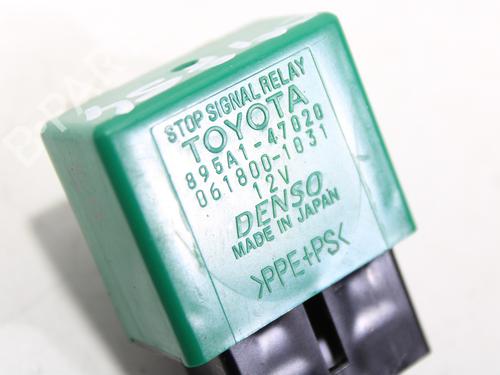 STOP SIGNAL RELAY
TOYOTA
895A1-47020
061800-1031
12V
DENSO
MADE IN JAPAN
>PPE+PS<